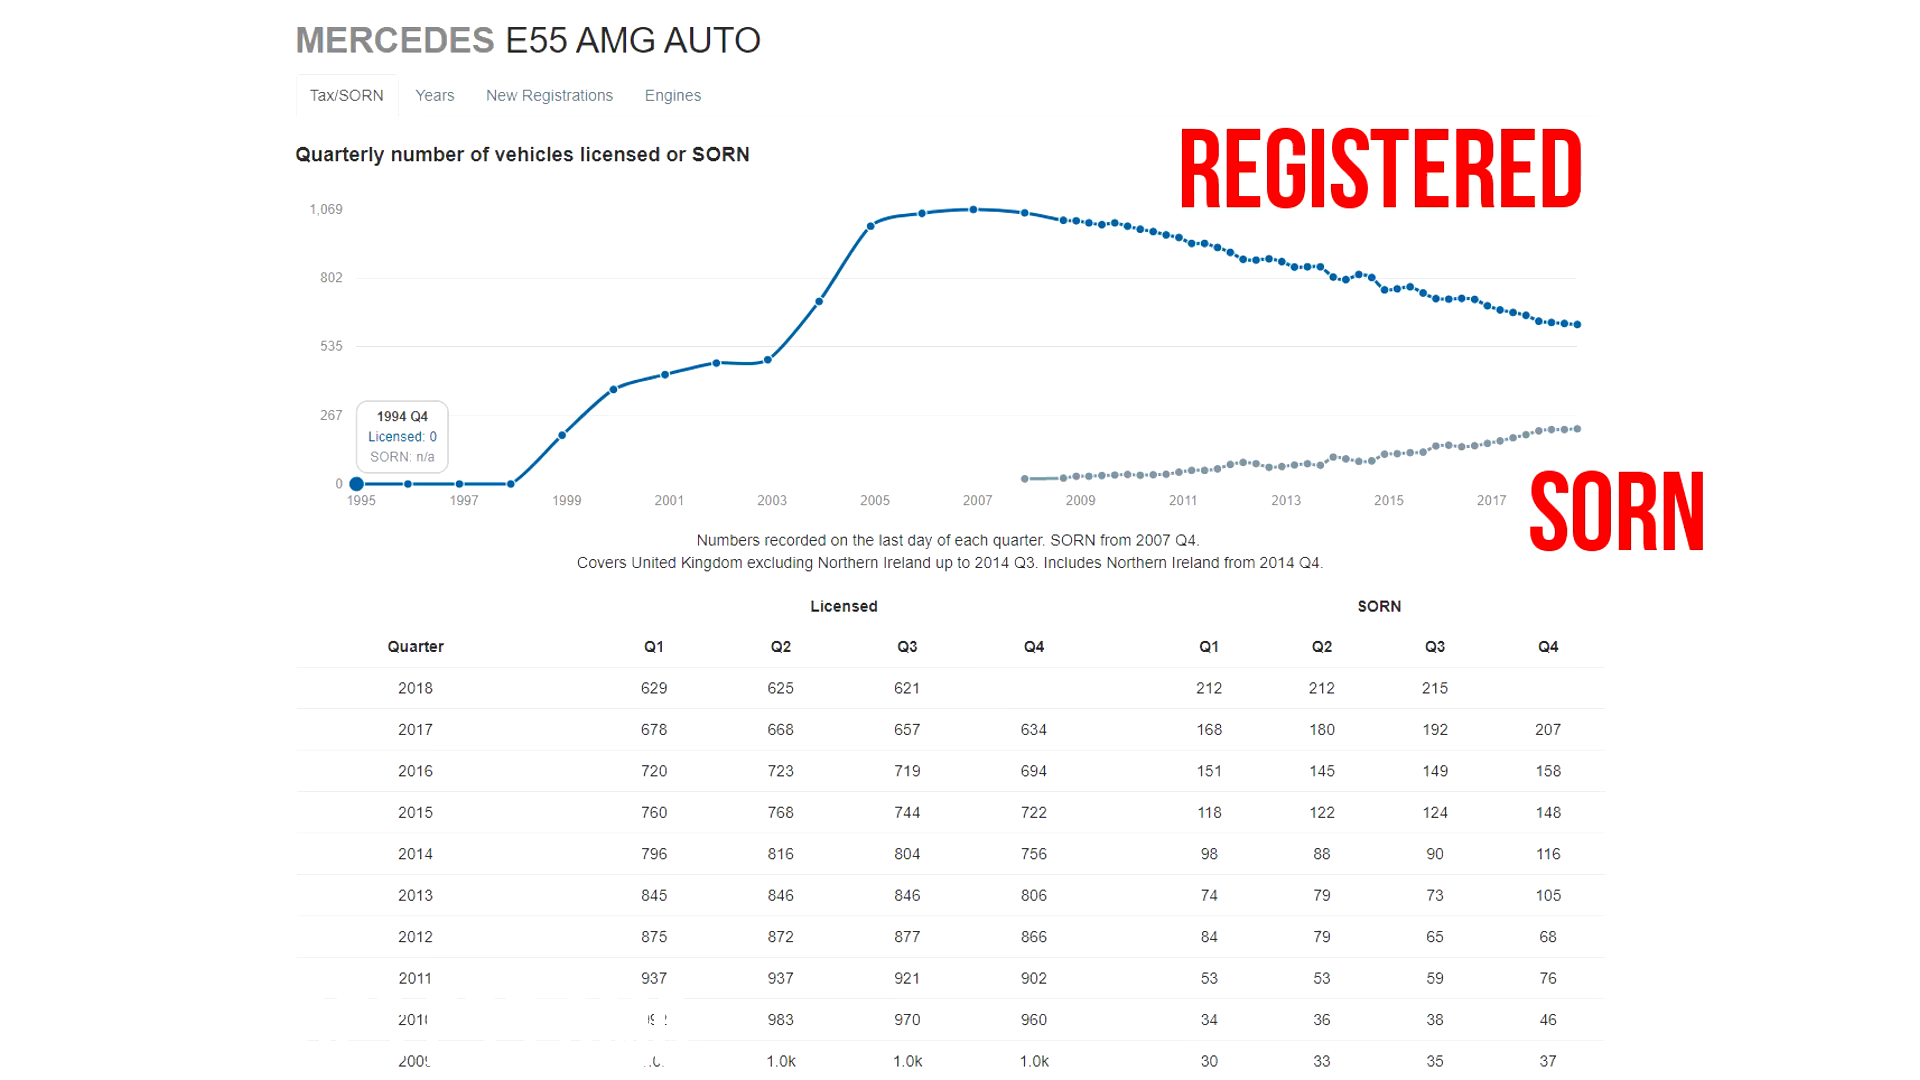 MERCEDES E55 AMG AUTO
Tax/SORN Years New Registrations Engines
Quarterly number of vehicles licensed or SORN
REGISTERED
1,069
802
535
267
0
1994 Q4
Licensed: 0
SORN: n/a
1995 1997 1999 2001 2003 2005 2007 2009 2011 2013 2015 2017
SORN
Numbers recorded on the last day of each quarter. SORN from 2007 Q4.
Covers United Kingdom excluding Northern Ireland up to 2014 Q3. Includes Northern Ireland from 2014 Q4.
Licensed SORN
Quarter Q1 Q2 Q3 Q4 Q1 Q2 Q3 Q4
2018 629 625 621 212 212 215
2017 678 668 657 634 168 180 192 207
2016 720 723 719 694 151 145 149 158
2015 760 768 744 722 118 122 124 148
2014 796 816 804 756 98 88 90 116
2013 845 846 846 806 74 79 73 105
2012 875 872 877 866 84 79 65 68
2011 937 937 921 902 53 53 59 76
2010 983 970 960 34 36 38 46
2009 1.0k 1.0k 1.0k 30 33 35 37